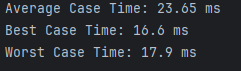 Average Case Time: 23.65 ms
Best Case Time: 16.6 ms
Worst Case Time: 17.9 ms